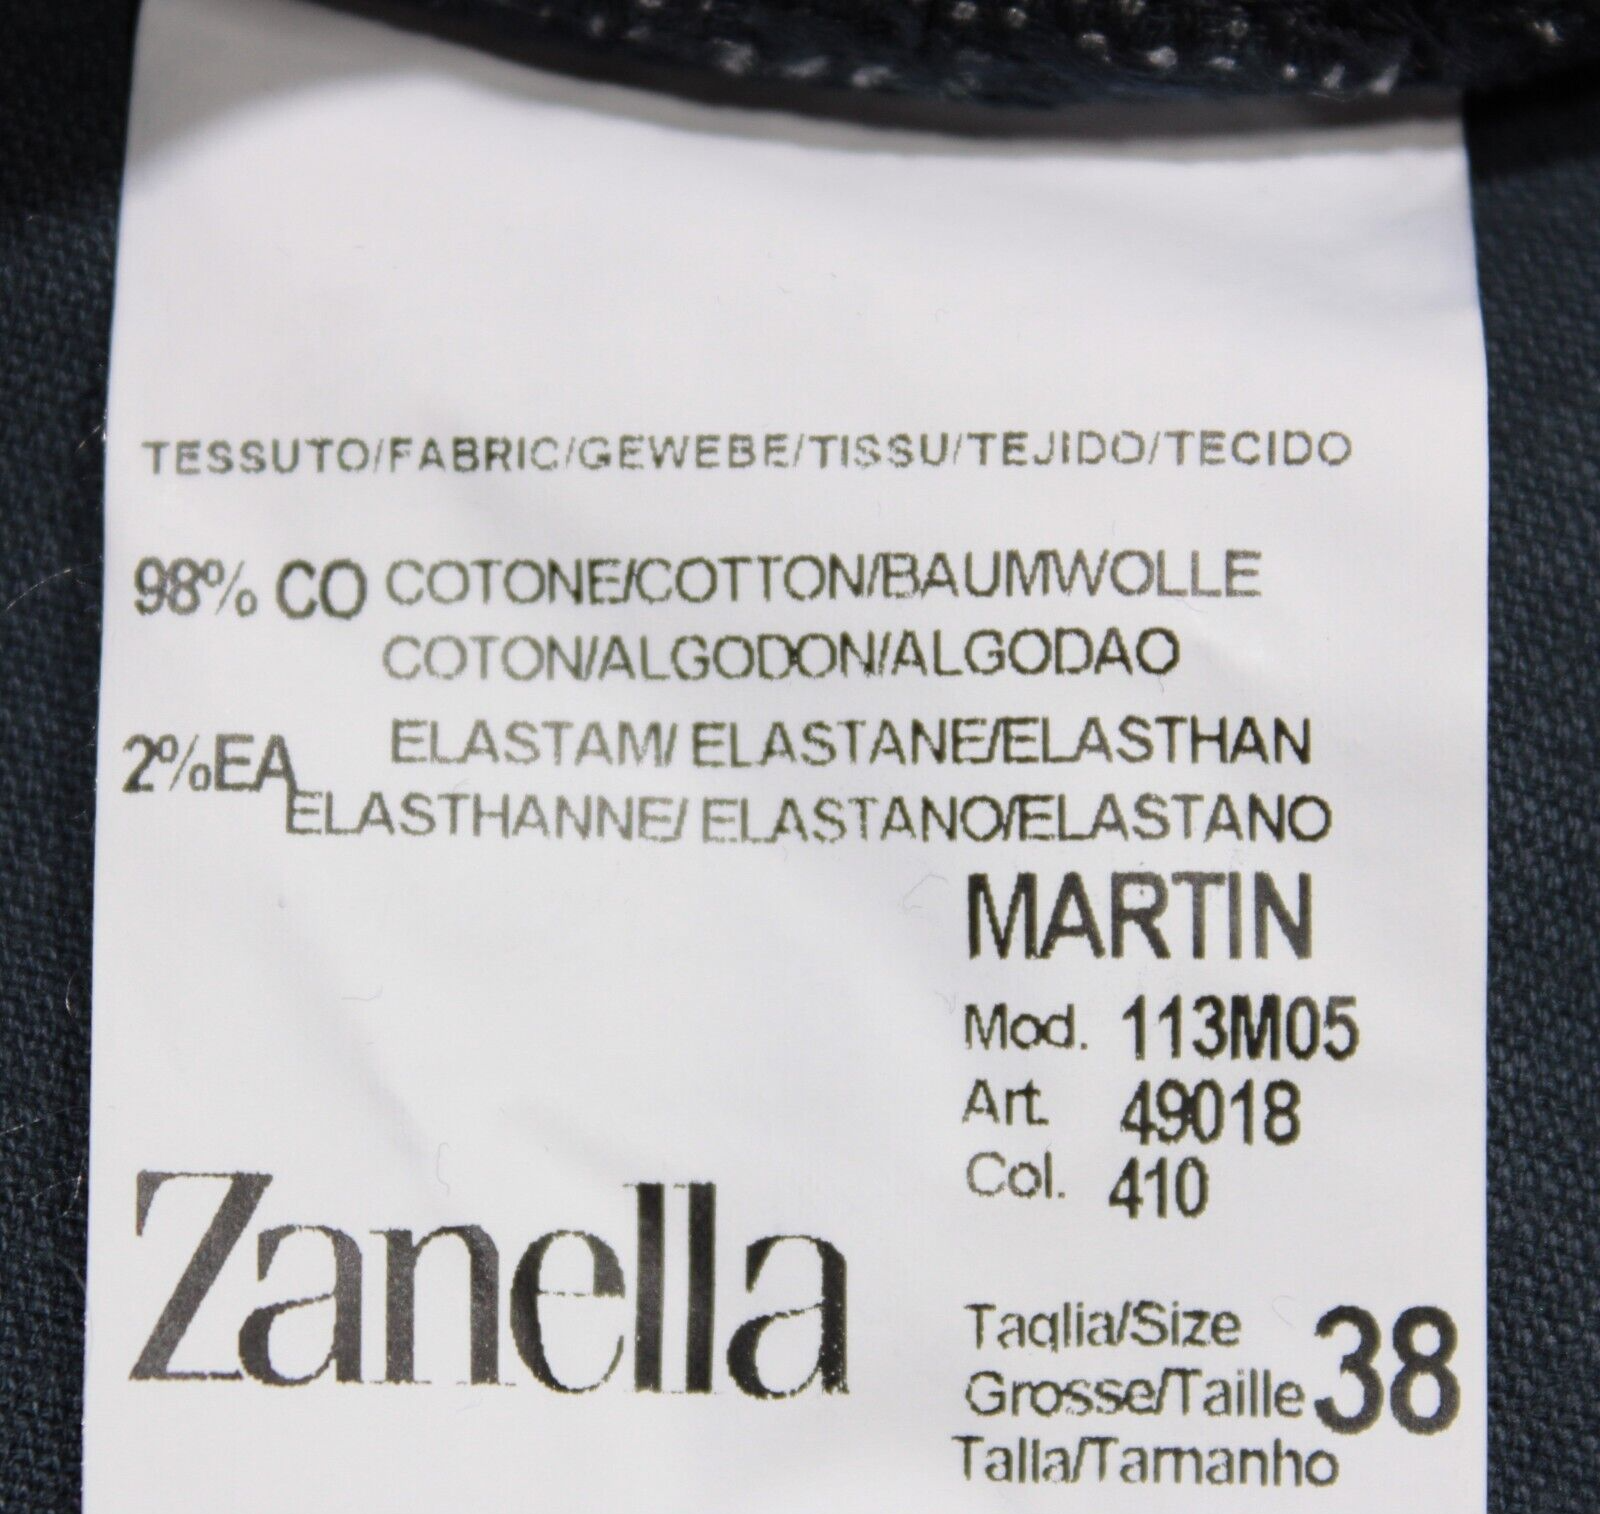 TESSUTO/FABRIC/GEWEBE/TISSU/TEJIDO/TECIDO
98% CO COTONE/COTTON/BAUMWOLLE
COTON/ALGODON/ALGODAO
2%EA ELASTAM/ ELASTANE/ELASTHAN
ELASTHANNE/ ELASTANO/ELASTANO
MARTIN
Mod. 113M05
Art. 49018
Col. 410
Zanella
Taglia/Size
Grosse/Taille 38
Talla/Tamanho